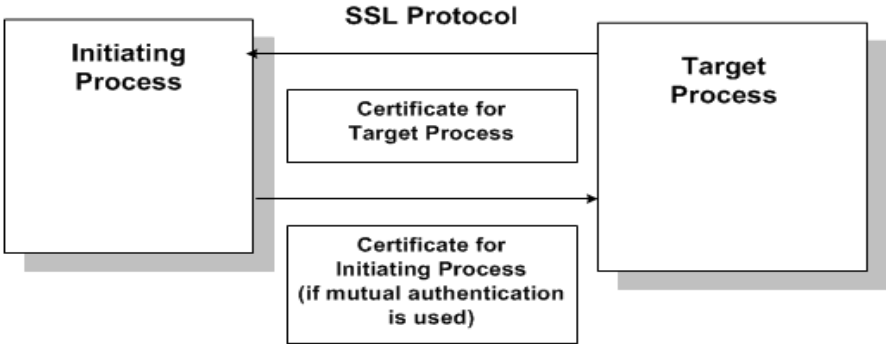 SSL Protocol
Initiating
Process
Target
Process
Certificate for
Target Process
Certificate for
Initiating Process
(if mutual authentication
is used)